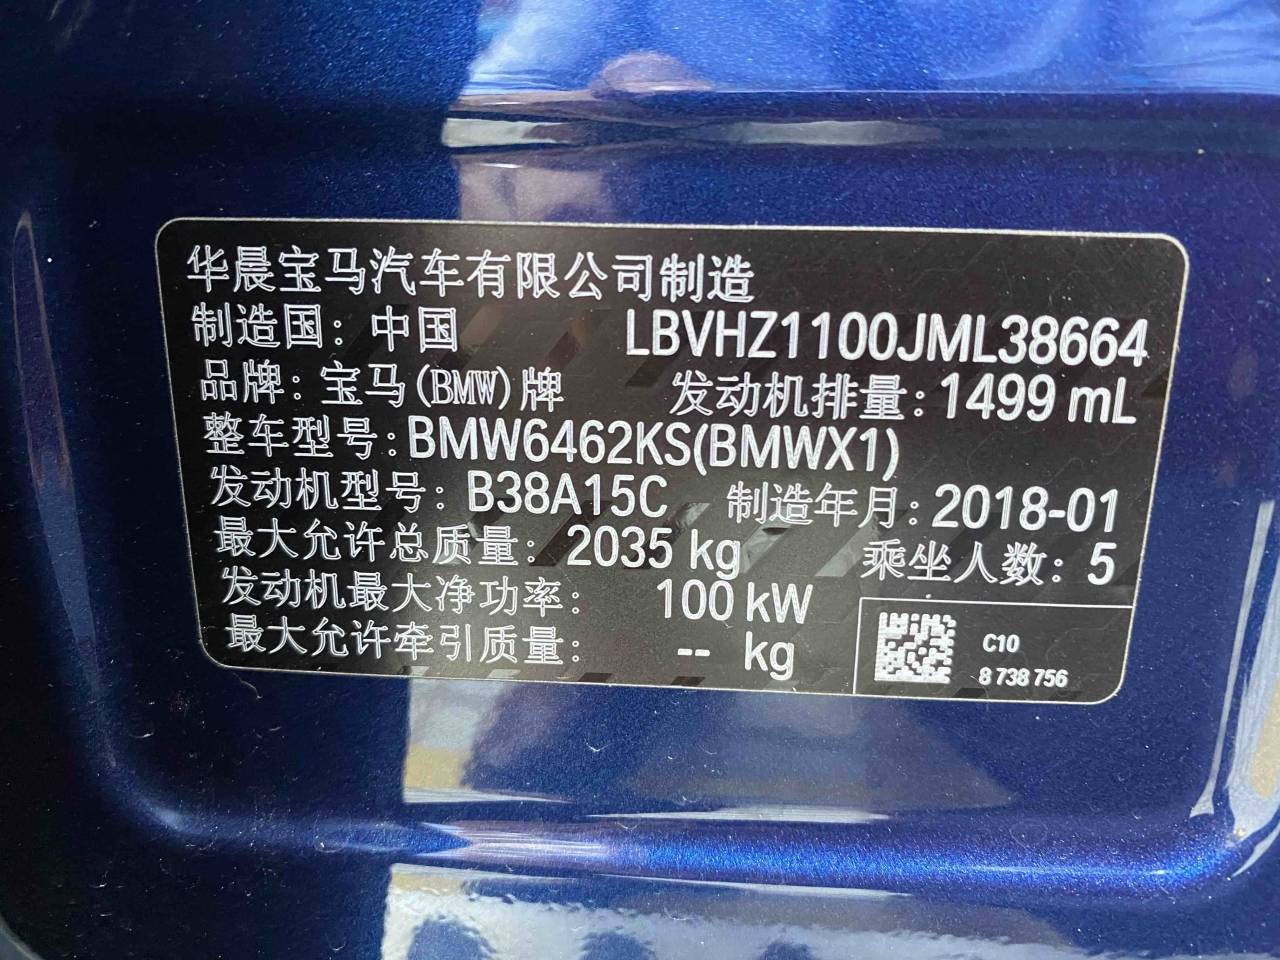 华晨宝马汽车有限公司制造
制造国：中国 LBVHZ1100JML38664
品牌：宝马(BMW)牌 发动机排量：1499 mL
整车型号：BMW6462KS(BMWX1)
发动机型号：B38A15C 制造年月：2018-01
最大允许总质量：2035 kg 乘坐人数：5
发动机最大净功率：100 kW
最大允许牵引质量：-- kg
C10
8 738 756